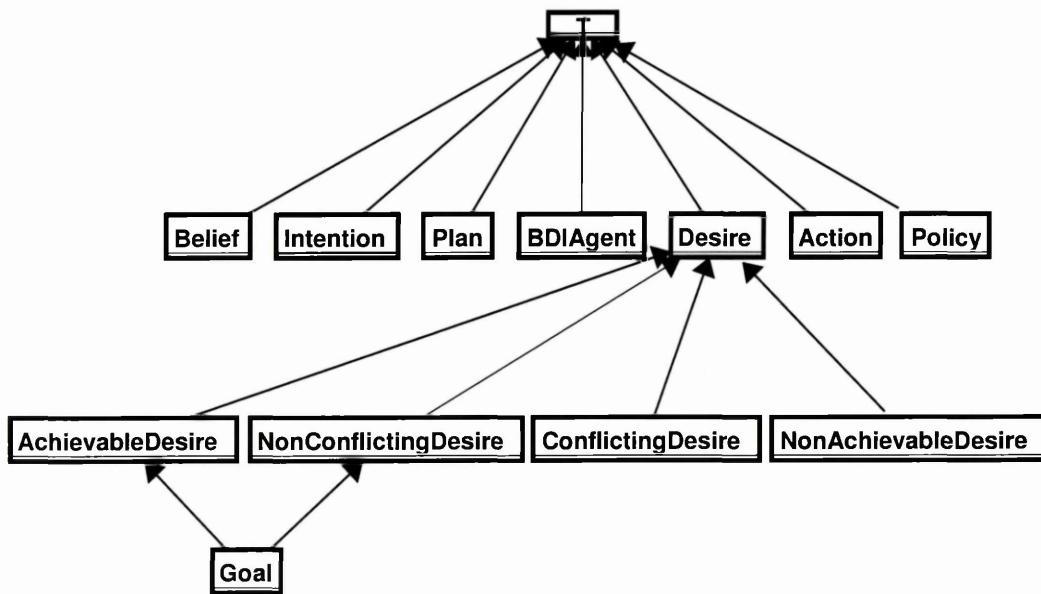 T
Belief
Intention
Plan
BDIAgent
Desire
Action
Policy
AchievableDesire
NonConflictingDesire
ConflictingDesire
NonAchievableDesire
Goal